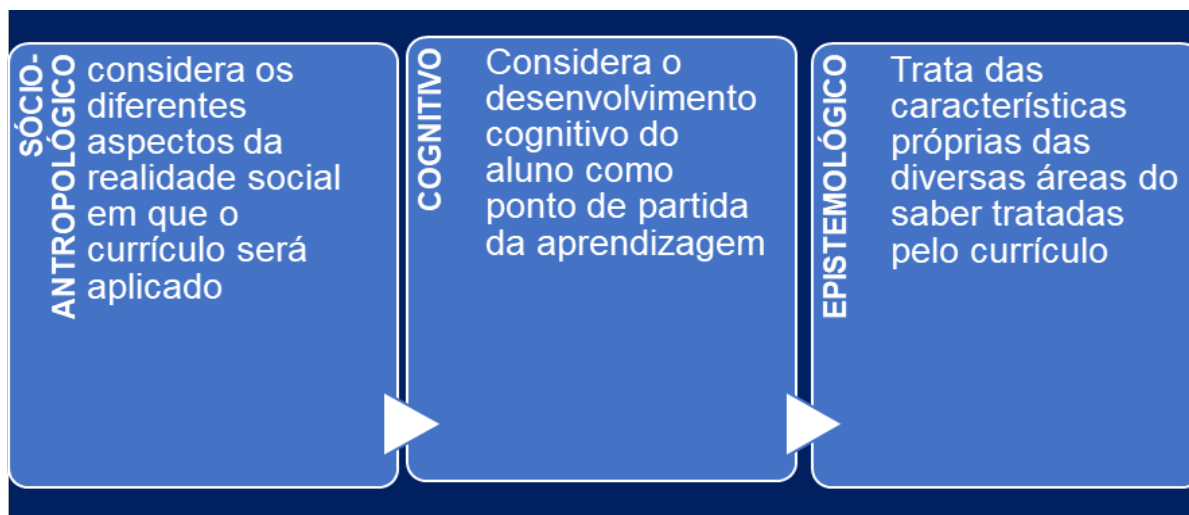 SÓCIO-
ANTROPOLÓGICO
considera os
diferentes
aspectos da
realidade social
em que o
currículo será
aplicado
COGNITIVO
Considera o
desenvolvimento
cognitivo do
aluno como
ponto de partida
da aprendizagem
EPISTEMOLÓGICO
Trata das
características
próprias das
diversas áreas do
saber tratadas
pelo currículo